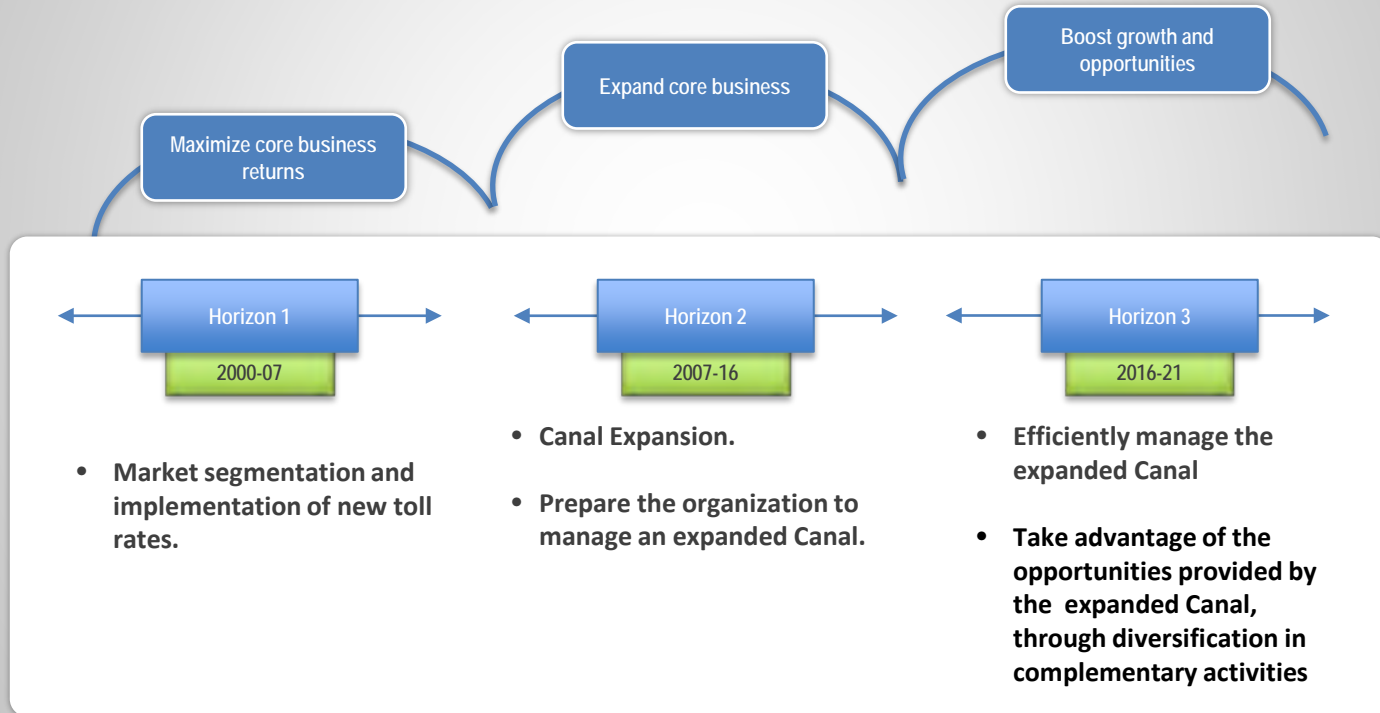 Maximize core business
returns
Expand core business
Boost growth and
opportunities
Horizon 1
2000-07
• Market segmentation and
implementation of new toll
rates.
Horizon 2
2007-16
• Canal Expansion.
• Prepare the organization to
manage an expanded Canal.
Horizon 3
2016-21
• Efficiently manage the
expanded Canal
• Take advantage of the
opportunities provided by
the expanded Canal,
through diversification in
complementary activities